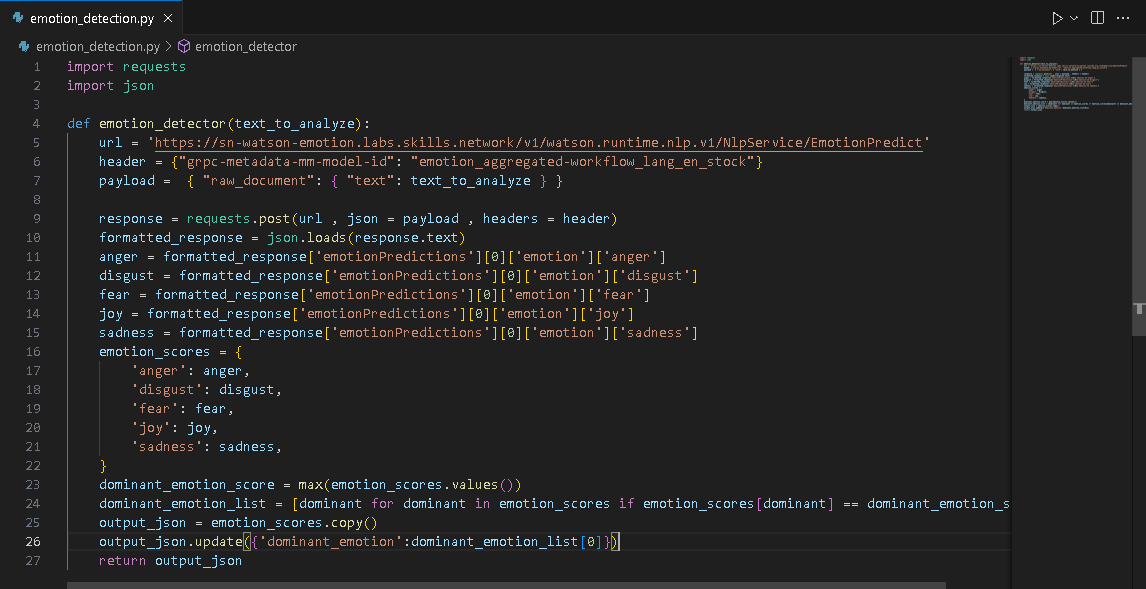 emotion_detection.py
emotion_detection.py > emotion_detector
1 import requests
2 import json
3
4 def emotion_detector(text_to_analyze):
5     url = 'https://sn-watson-emotion.labs.skills.network/v1/watson.runtime.nlp.v1/NlpService/EmotionPredict'
6     header = {"grpc-metadata-mm-model-id": "emotion_aggregated-workflow_lang_en_stock"}
7     payload =  { "raw_document": { "text": text_to_analyze } }
8
9     response = requests.post(url , json = payload , headers = header)
10     formatted_response = json.loads(response.text)
11     anger = formatted_response['emotionPredictions'][0]['emotion']['anger']
12     disgust = formatted_response['emotionPredictions'][0]['emotion']['disgust']
13     fear = formatted_response['emotionPredictions'][0]['emotion']['fear']
14     joy = formatted_response['emotionPredictions'][0]['emotion']['joy']
15     sadness = formatted_response['emotionPredictions'][0]['emotion']['sadness']
16     emotion_scores = {
17         'anger': anger,
18         'disgust': disgust,
19         'fear': fear,
20         'joy': joy,
21         'sadness': sadness,
22     }
23     dominant_emotion_score = max(emotion_scores.values())
24     dominant_emotion_list = [dominant for dominant in emotion_scores if emotion_scores[dominant] == dominant_emotion_s
25     output_json = emotion_scores.copy()
26     output_json.update({'dominant_emotion':dominant_emotion_list[0]})
27     return output_json